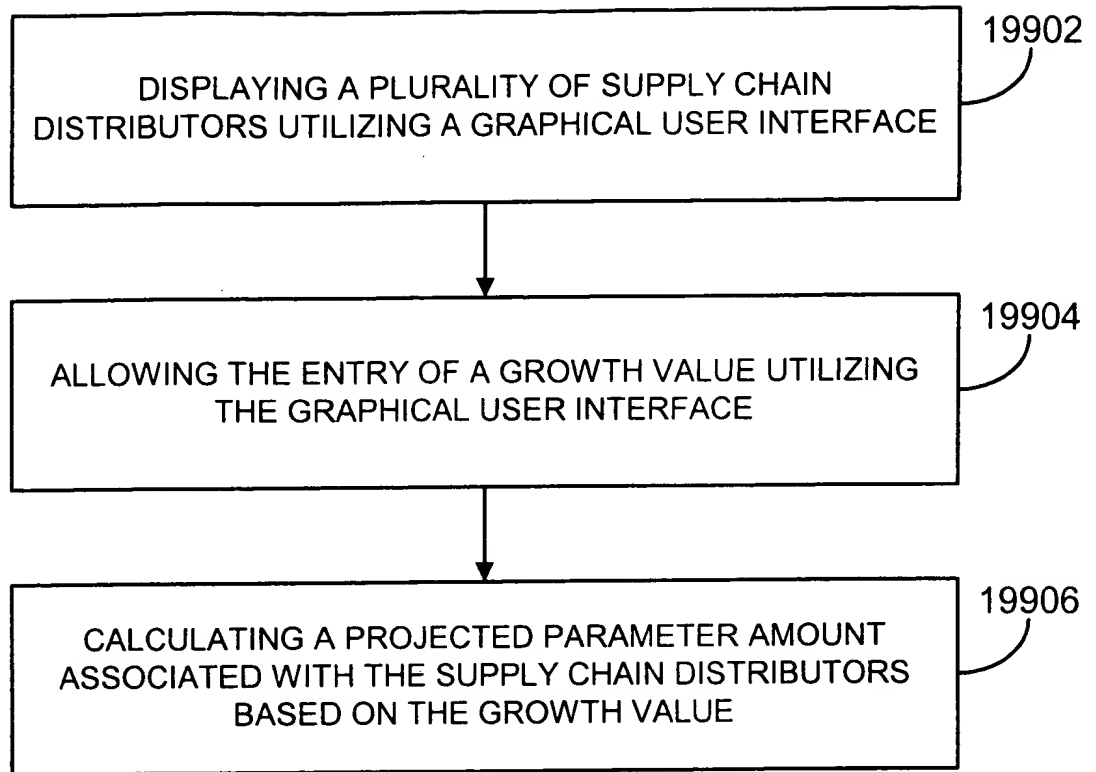 19902
DISPLAYING A PLURALITY OF SUPPLY CHAIN
DISTRIBUTORS UTILIZING A GRAPHICAL USER INTERFACE
19904
ALLOWING THE ENTRY OF A GROWTH VALUE UTILIZING
THE GRAPHICAL USER INTERFACE
19906
CALCULATING A PROJECTED PARAMETER AMOUNT
ASSOCIATED WITH THE SUPPLY CHAIN DISTRIBUTORS
BASED ON THE GROWTH VALUE